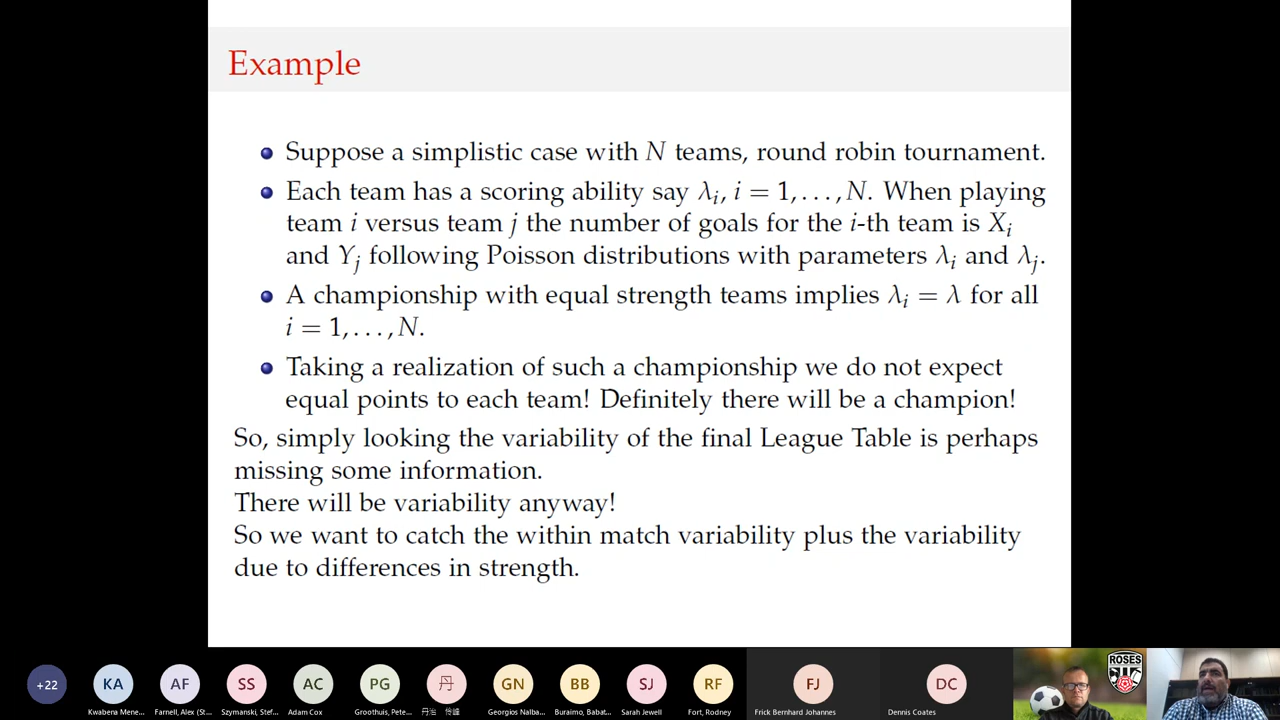 Example
Suppose a simplistic case with N teams, round robin tournament.
Each team has a scoring ability say λi, i = 1, . . . , N. When playing
team i versus team j the number of goals for the i-th team is Xi
and Yj following Poisson distributions with parameters λi and λj.
A championship with equal strength teams implies λi = λ for all
i = 1, . . . , N.
Taking a realization of such a championship we do not expect
equal points to each team! Definitely there will be a champion!
So, simply looking the variability of the final League Table is perhaps
missing some information.
There will be variability anyway!
So we want to catch the within match variability plus the variability
due to differences in strength.
+22 KA AF SS AC PG 丹 GN BB SJ RF FJ DC ROSES
Kwabena Mene... Farnell, Alex (St... Szymanski, Stef... Adam Cox Groothuis, Pete... 丹治 伶峰 Georgios Nalba... Buraimo, Babat... Sarah Jewell Fort, Rodney Frick Bernhard Johannes Dennis Coates